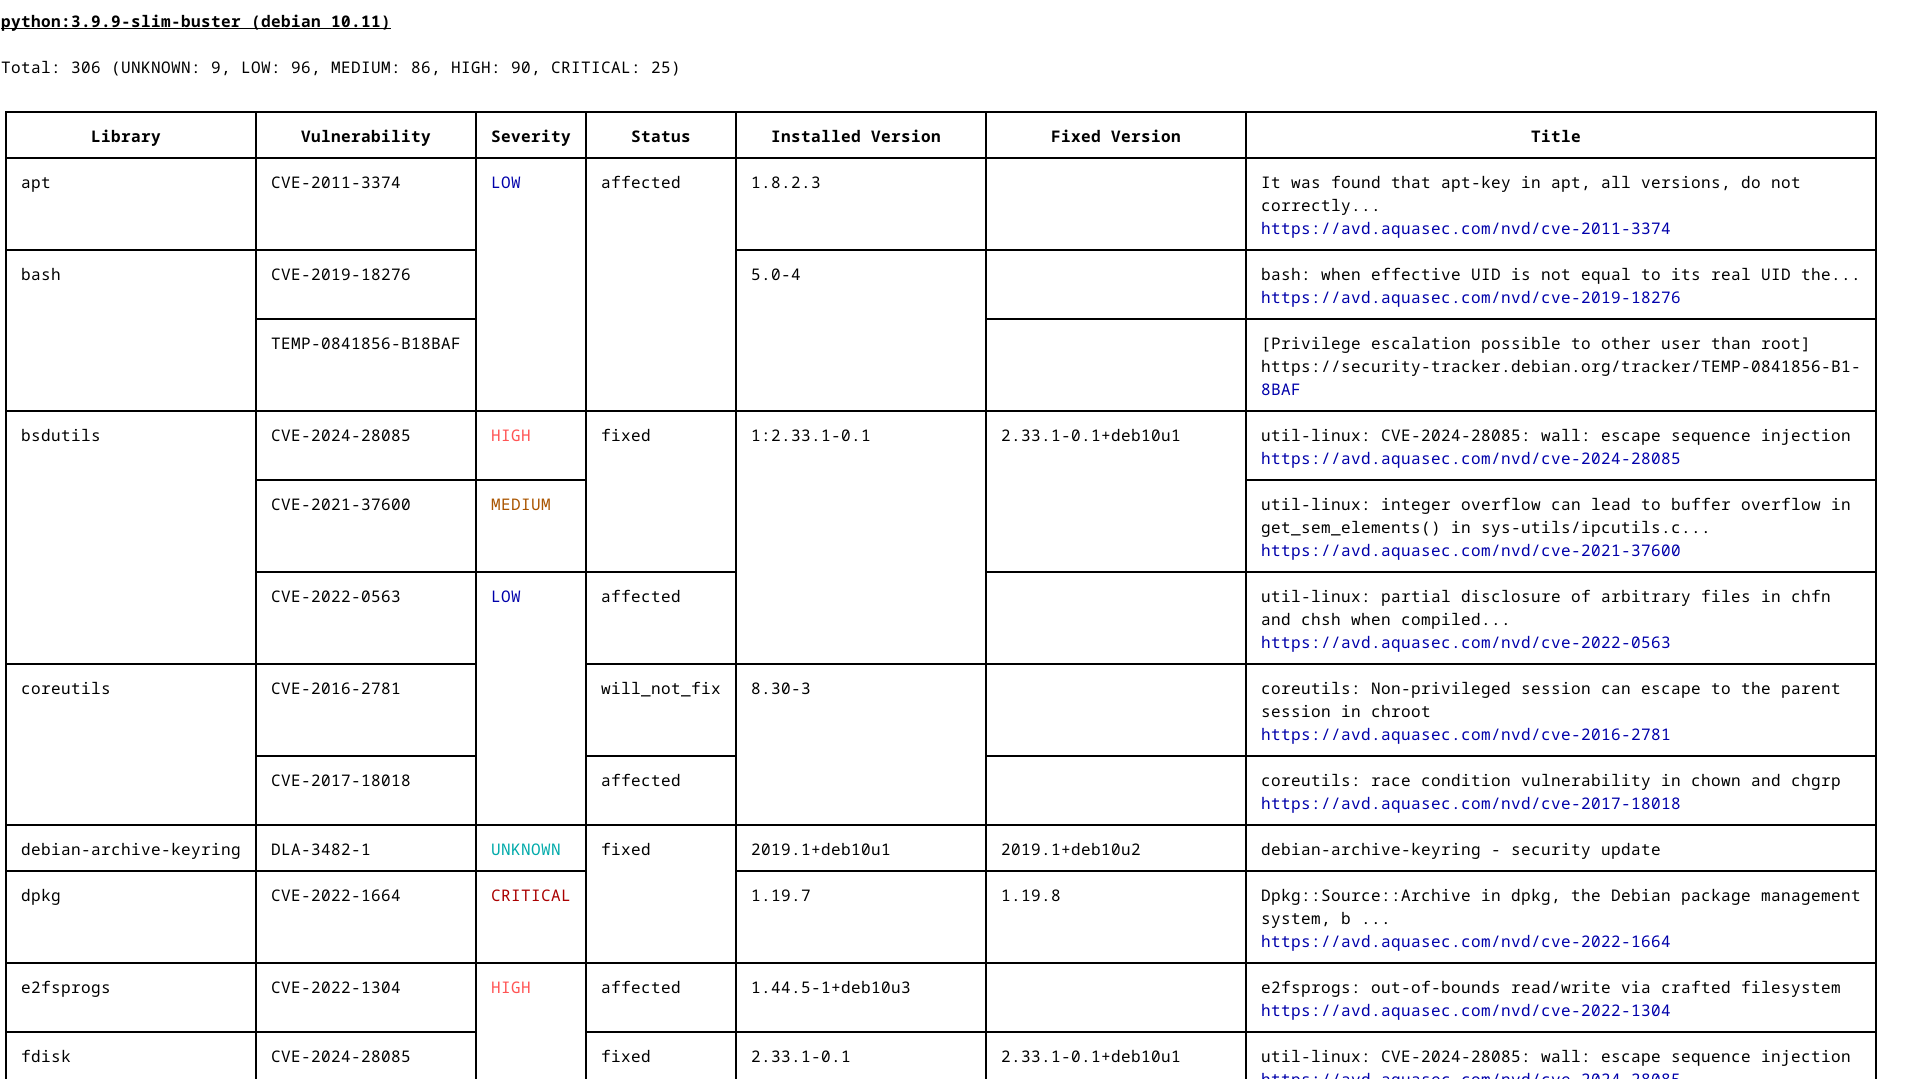 python:3.9.9-slim-buster (debian 10.11)
Total: 306 (UNKNOWN: 9, LOW: 96, MEDIUM: 86, HIGH: 90, CRITICAL: 25)
Library Vulnerability Severity Status Installed Version Fixed Version Title
apt CVE-2011-3374 LOW affected 1.8.2.3 It was found that apt-key in apt, all versions, do not
correctly...
https://avd.aquasec.com/nvd/cve-2011-3374
bash CVE-2019-18276 5.0-4 bash: when effective UID is not equal to its real UID the...
https://avd.aquasec.com/nvd/cve-2019-18276
TEMP-0841856-B18BAF [Privilege escalation possible to other user than root]
https://security-tracker.debian.org/tracker/TEMP-0841856-B1-
8BAF
bsdutils CVE-2024-28085 HIGH fixed 1:2.33.1-0.1 2.33.1-0.1+deb10u1 util-linux: CVE-2024-28085: wall: escape sequence injection
https://avd.aquasec.com/nvd/cve-2024-28085
CVE-2021-37600 MEDIUM util-linux: integer overflow can lead to buffer overflow in
get_sem_elements() in sys-utils/ipcutils.c...
https://avd.aquasec.com/nvd/cve-2021-37600
CVE-2022-0563 LOW affected util-linux: partial disclosure of arbitrary files in chfn
and chsh when compiled...
https://avd.aquasec.com/nvd/cve-2022-0563
coreutils CVE-2016-2781 will_not_fix 8.30-3 coreutils: Non-privileged session can escape to the parent
session in chroot
https://avd.aquasec.com/nvd/cve-2016-2781
CVE-2017-18018 affected coreutils: race condition vulnerability in chown and chgrp
https://avd.aquasec.com/nvd/cve-2017-18018
debian-archive-keyring DLA-3482-1 UNKNOWN fixed 2019.1+deb10u1 2019.1+deb10u2 debian-archive-keyring - security update
dpkg CVE-2022-1664 CRITICAL 1.19.7 1.19.8 Dpkg::Source::Archive in dpkg, the Debian package management
system, b ...
https://avd.aquasec.com/nvd/cve-2022-1664
e2fsprogs CVE-2022-1304 HIGH affected 1.44.5-1+deb10u3 e2fsprogs: out-of-bounds read/write via crafted filesystem
https://avd.aquasec.com/nvd/cve-2022-1304
fdisk CVE-2024-28085 fixed 2.33.1-0.1 2.33.1-0.1+deb10u1 util-linux: CVE-2024-28085: wall: escape sequence injection
https://avd.aquasec.com/nvd/cve-2024-28085